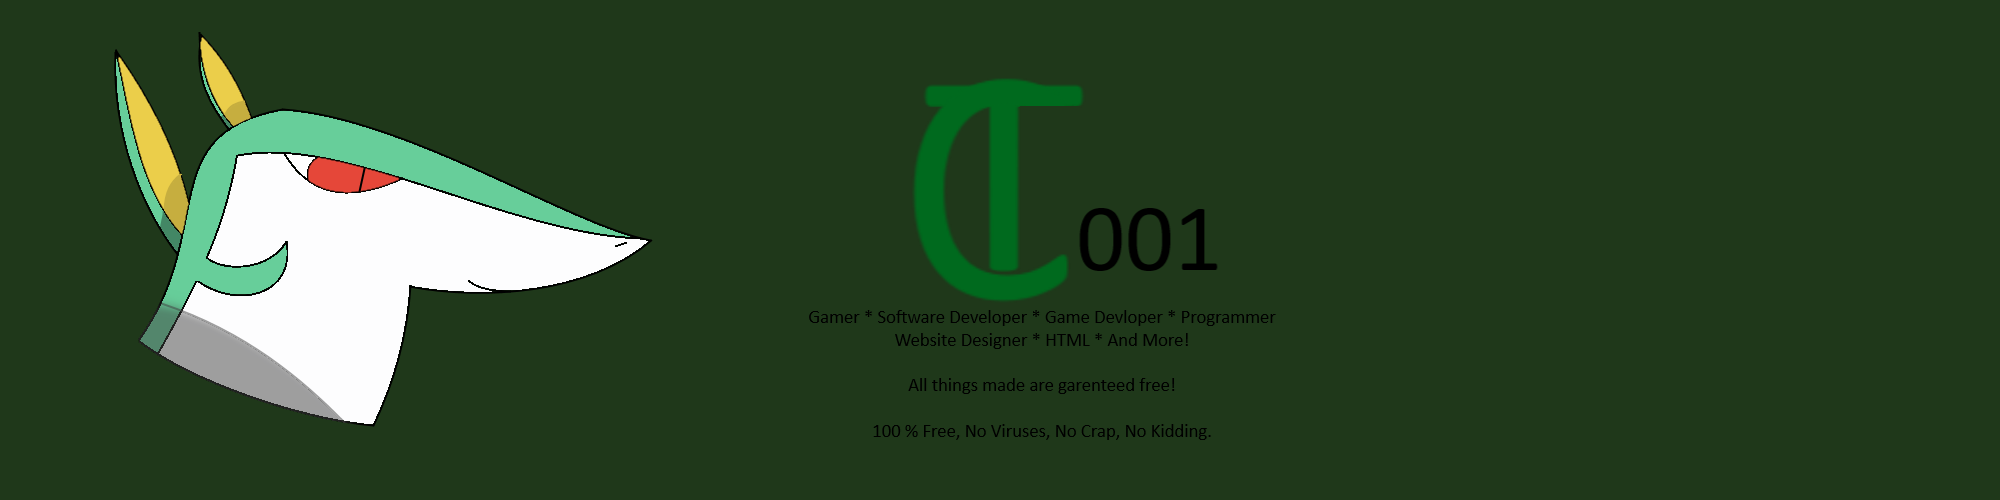 T001
Gamer * Software Developer * Game Devloper * Programmer
Website Designer * HTML * And More!
All things made are garenteed free!
100 % Free, No Viruses, No Crap, No Kidding.